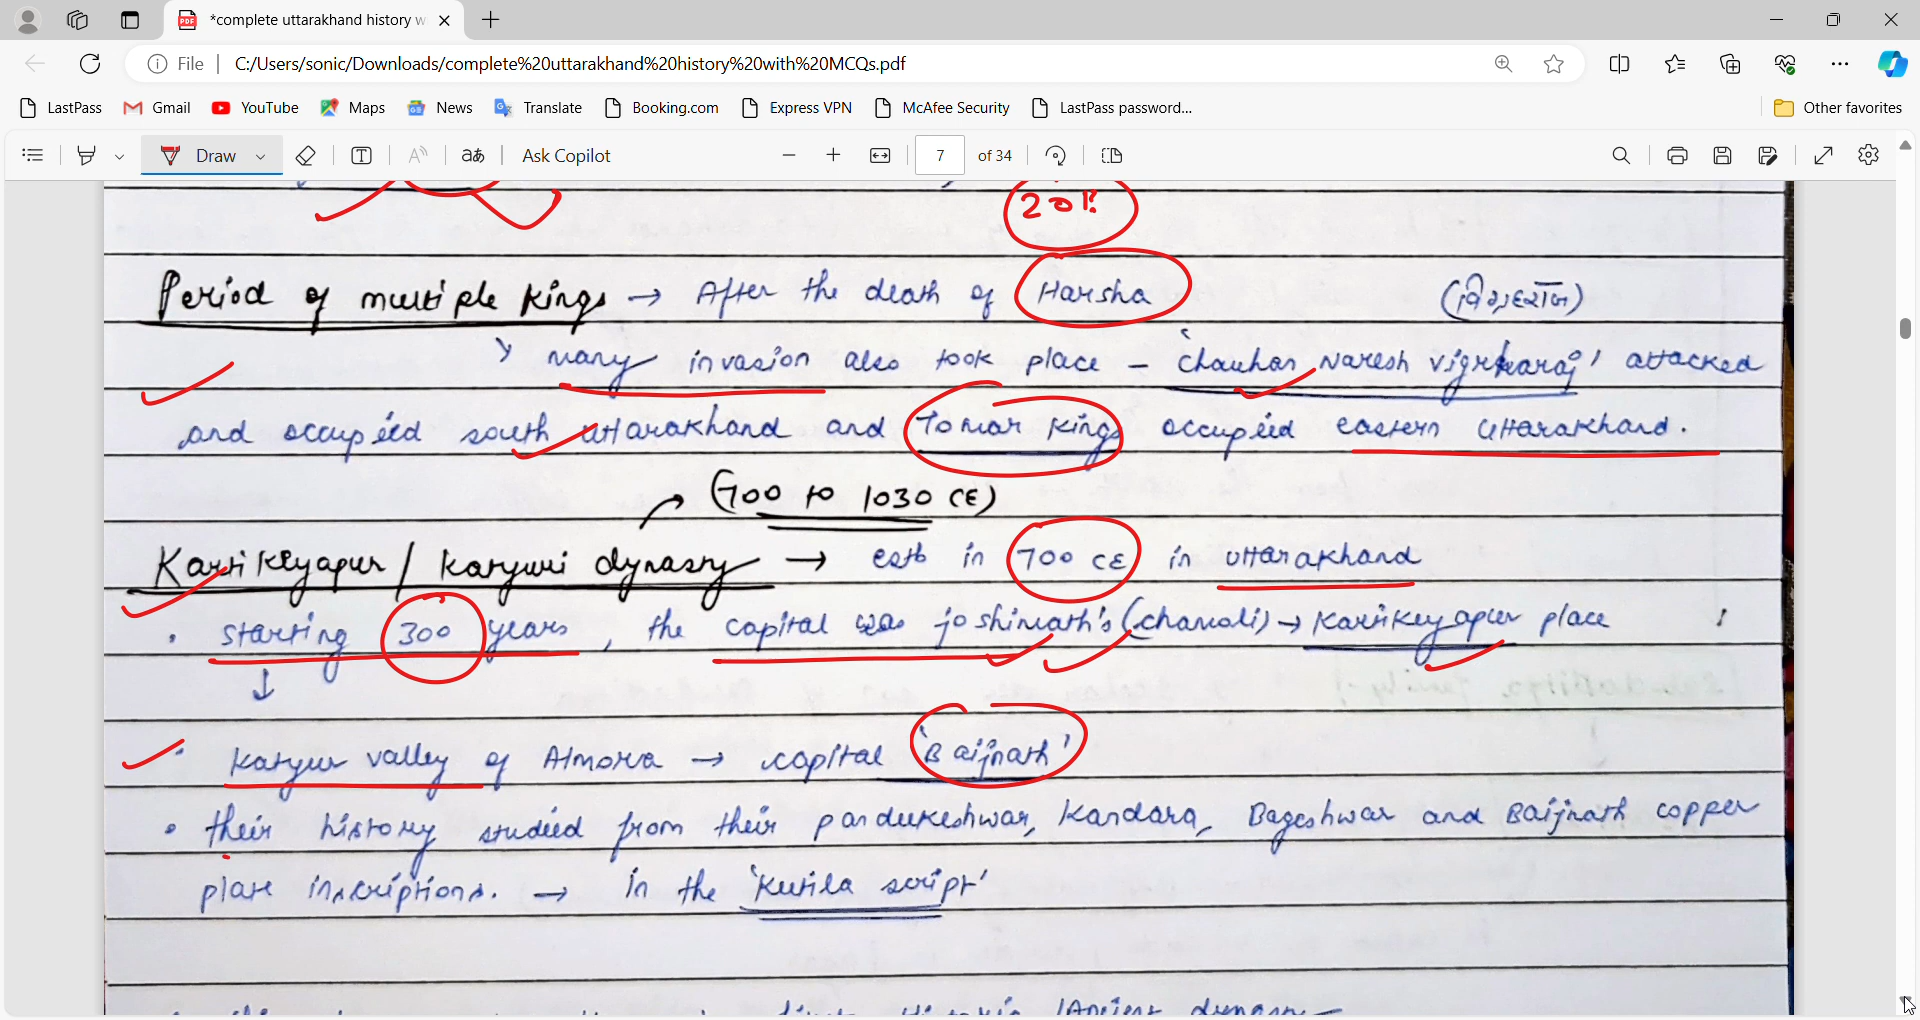 *complete uttarakhand history w
File | C:/Users/sonic/Downloads/complete%20uttarakhand%20history%20with%20MCQs.pdf
LastPass Gmail YouTube Maps News Translate Booking.com Express VPN McAfee Security LastPass password... Other favorites
Draw Ask Copilot 7 of 34
Period of multiple kings → After the death of Harsha (विग्रहराज)
many invasion also took place – 'Chauhan Naresh Vigrharaj' attacked
and occupied south uttarakhand and Tomar kings occupied eastern Uttarakhand.
(700 to 1030 CE)
Kartikeyapur / katyuri dynasty → estb in 700 CE in uttarakhand
• starting 300 years, the capital was joshimath's (chamoli) → Kartikeyapur place
↓
• Katyur valley of Almora → capital 'Baijnath'
• their history studied from their pandukeshwar, Kandara, Bageshwar and Baijnath copper
plate inscriptions. → in the 'Kutila script'